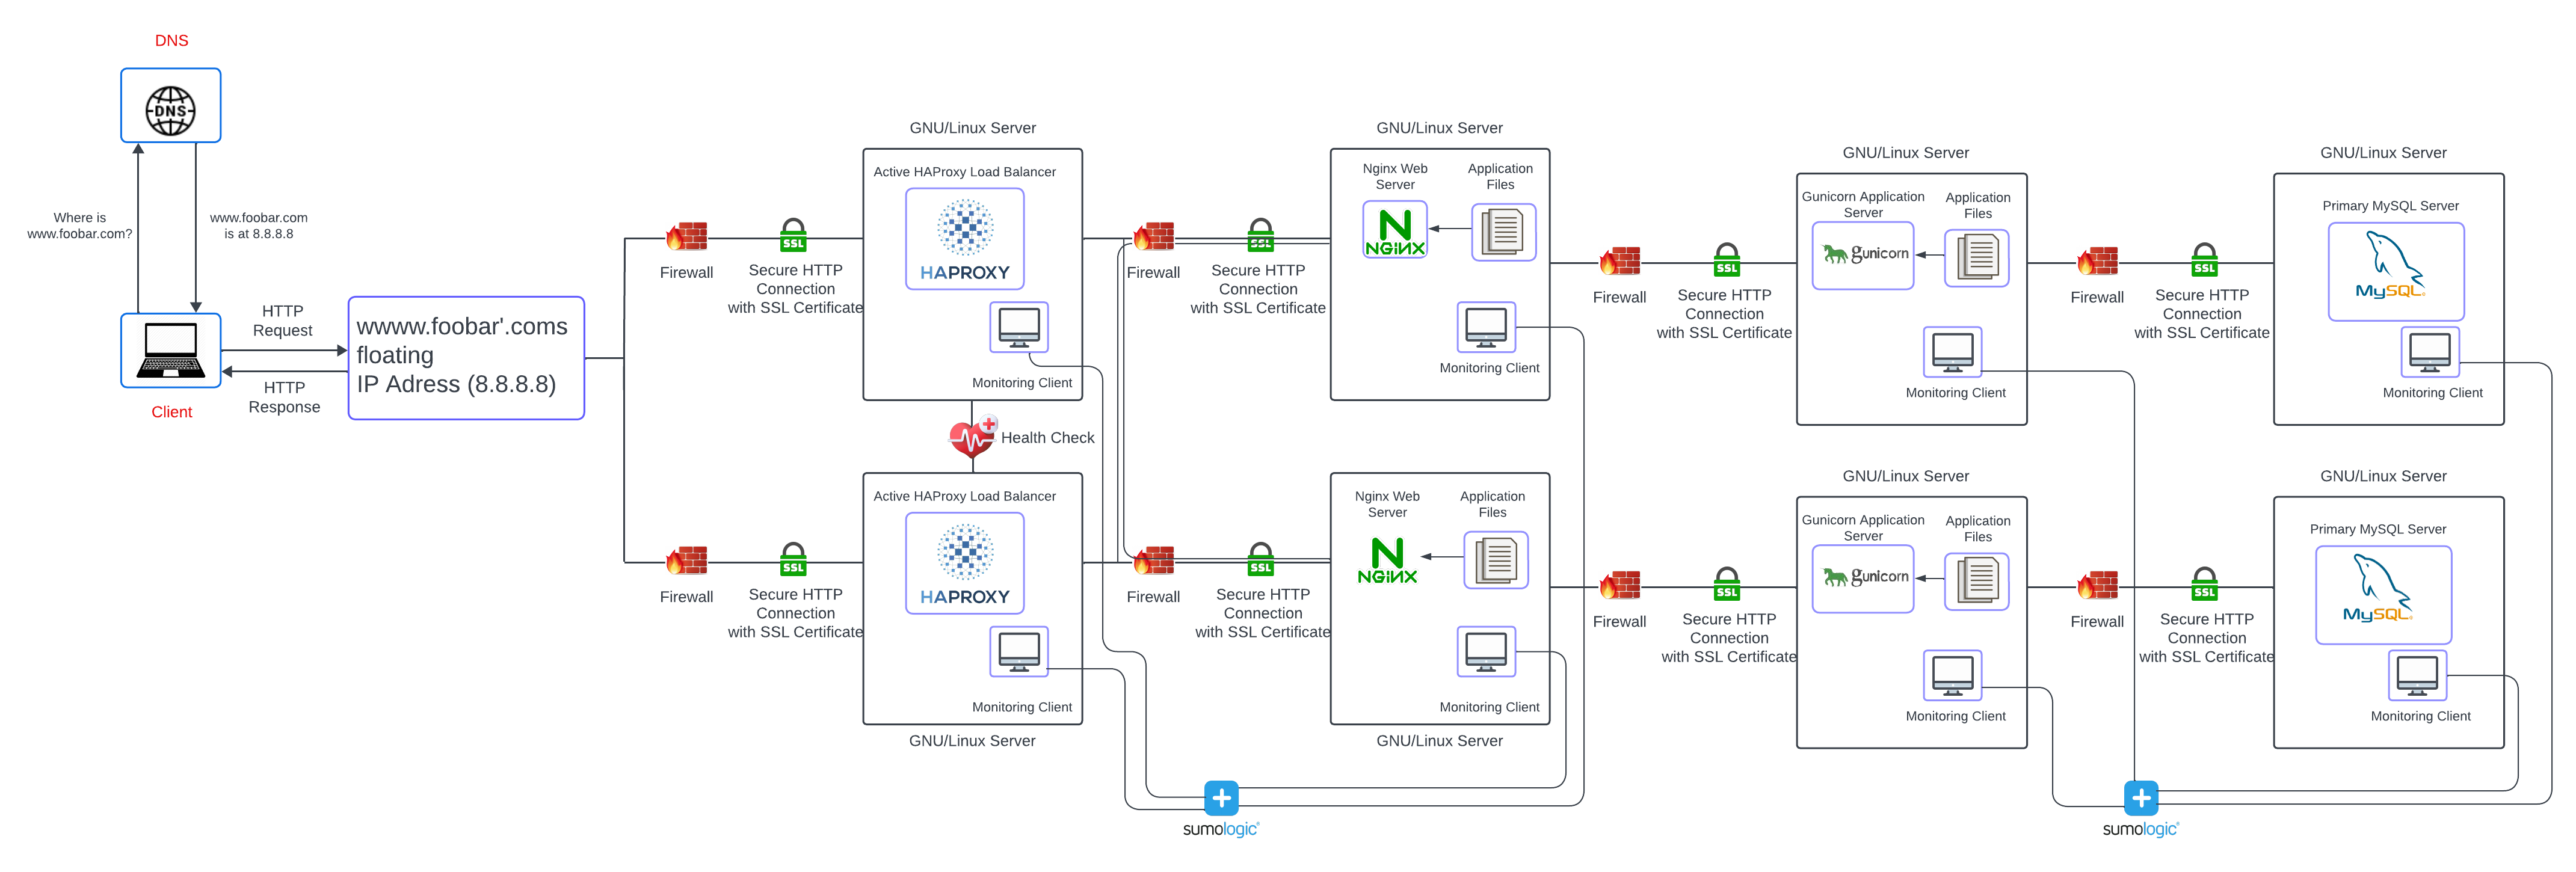 DNS
DNS
Where is
www.foobar.com?
www.foobar.com
is at 8.8.8.8
Client
HTTP
Request
HTTP
Response
wwww.foobar'.coms
floating
IP Adress (8.8.8.8)
Firewall
SSL
Secure HTTP
Connection
with SSL Certificate
GNU/Linux Server
Active HAProxy Load Balancer
HAPROXY
Monitoring Client
Health Check
Firewall
SSL
Secure HTTP
Connection
with SSL Certificate
Active HAProxy Load Balancer
HAPROXY
Monitoring Client
GNU/Linux Server
Firewall
SSL
Secure HTTP
Connection
with SSL Certificate
GNU/Linux Server
Nginx Web
Server
NGiNX
Application
Files
Monitoring Client
Firewall
SSL
Secure HTTP
Connection
with SSL Certificate
Nginx Web
Server
NGiNX
Application
Files
Monitoring Client
GNU/Linux Server
sumologic
Firewall
SSL
Secure HTTP
Connection
with SSL Certificate
GNU/Linux Server
Gunicorn Application
Server
gunicorn
Application
Files
Monitoring Client
Firewall
SSL
Secure HTTP
Connection
with SSL Certificate
GNU/Linux Server
Gunicorn Application
Server
gunicorn
Application
Files
Monitoring Client
Firewall
SSL
Secure HTTP
Connection
with SSL Certificate
GNU/Linux Server
Primary MySQL Server
MySQL
Monitoring Client
Firewall
SSL
Secure HTTP
Connection
with SSL Certificate
GNU/Linux Server
Primary MySQL Server
MySQL
Monitoring Client
sumologic